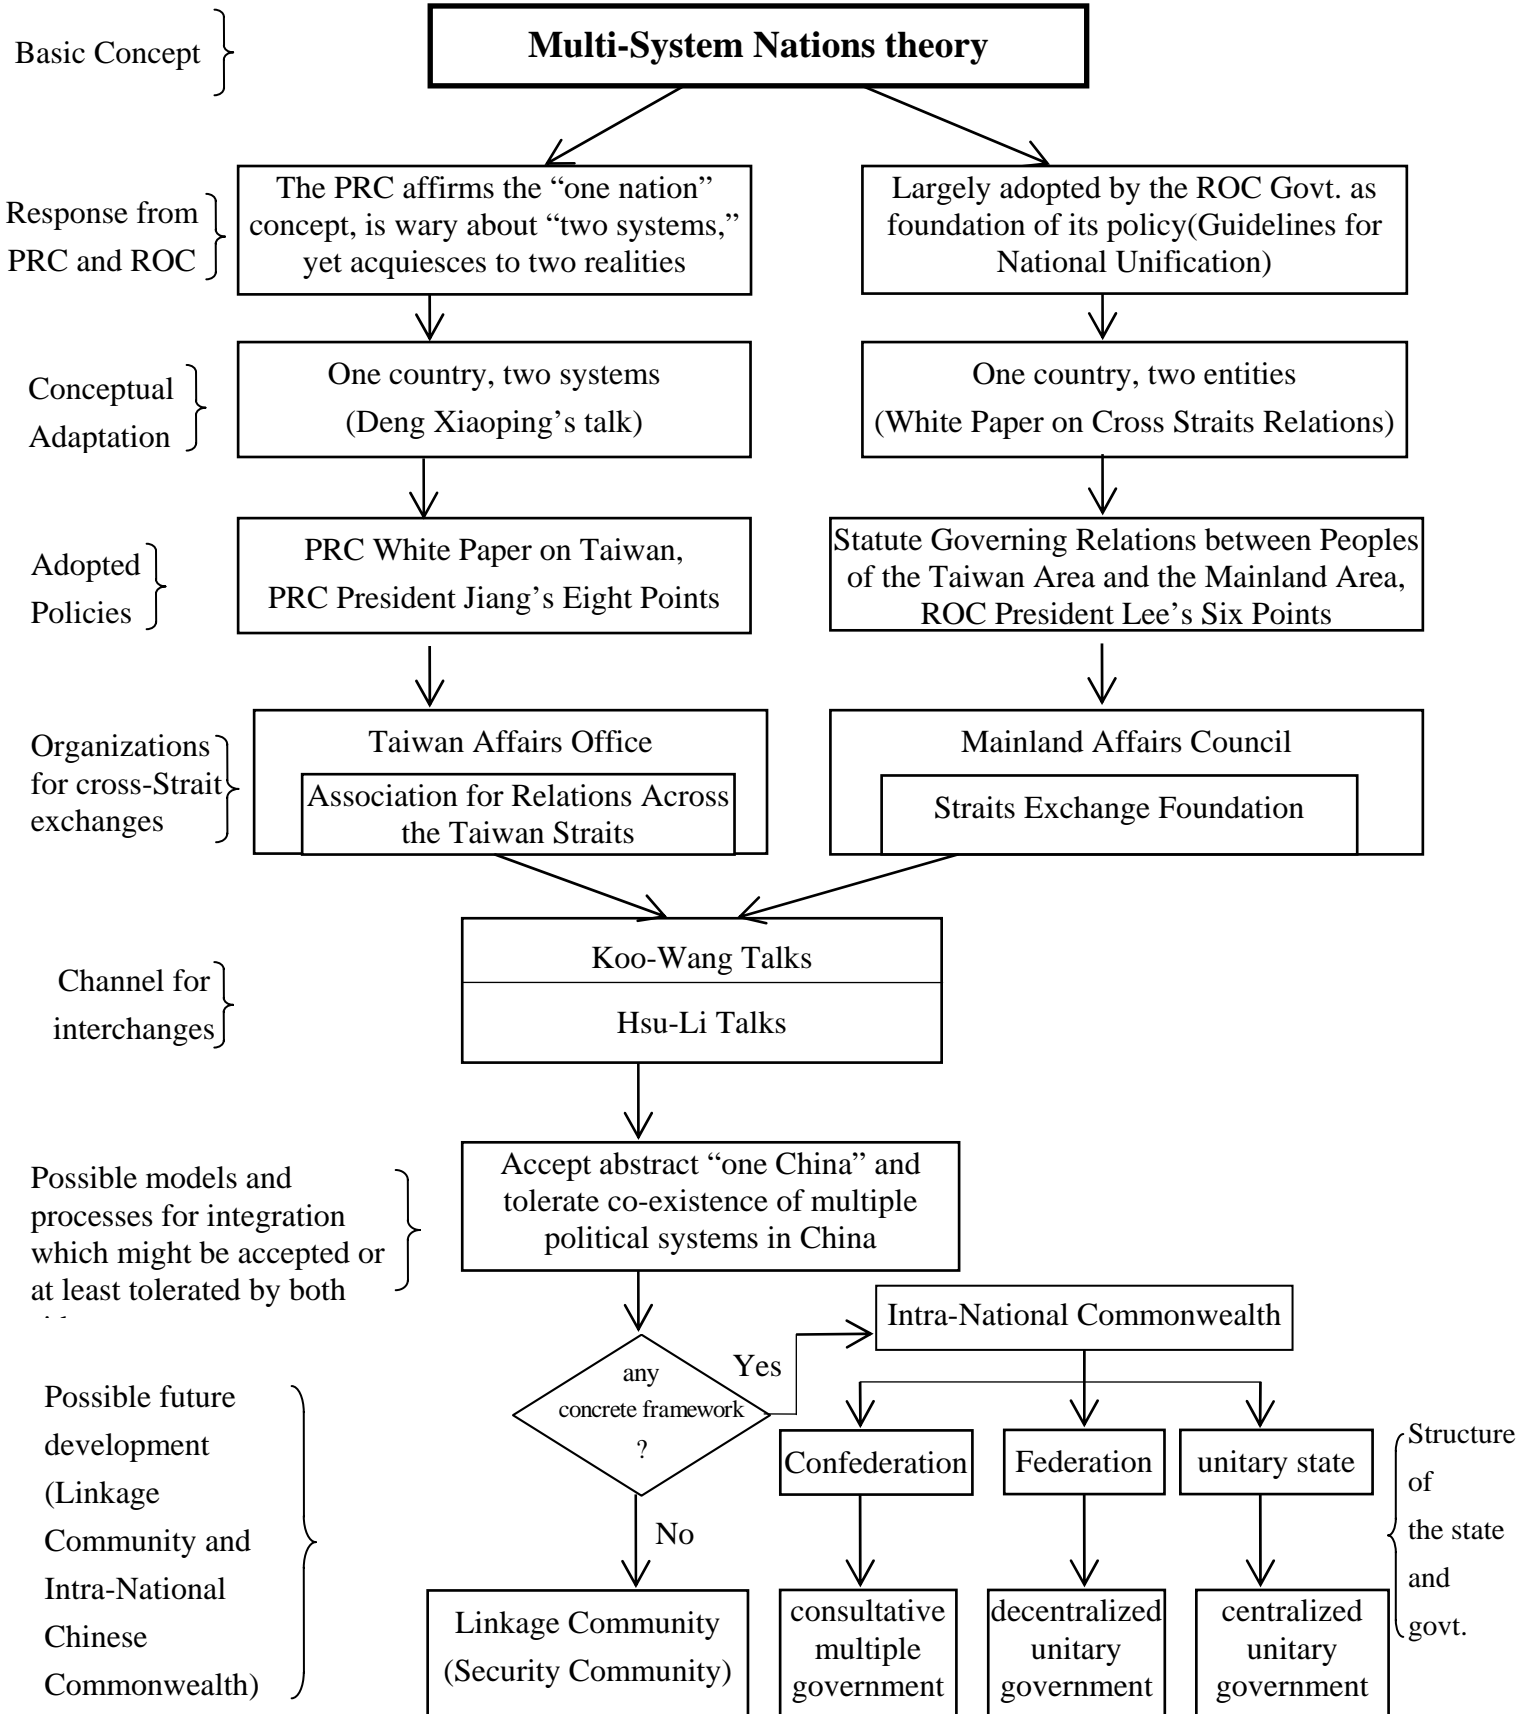 Basic Concept
Multi-System Nations theory
Response from
PRC and ROC
The PRC affirms the “one nation”
concept, is wary about “two systems,”
yet acquiesces to two realities
Largely adopted by the ROC Govt. as
foundation of its policy(Guidelines for
National Unification)
Conceptual
Adaptation
One country, two systems
(Deng Xiaoping’s talk)
One country, two entities
(White Paper on Cross Straits Relations)
Adopted
Policies
PRC White Paper on Taiwan,
PRC President Jiang’s Eight Points
Statute Governing Relations between Peoples
of the Taiwan Area and the Mainland Area,
ROC President Lee’s Six Points
Organizations
for cross-Strait
exchanges
Taiwan Affairs Office
Association for Relations Across
the Taiwan Straits
Mainland Affairs Council
Straits Exchange Foundation
Channel for
interchanges
Koo-Wang Talks
Hsu-Li Talks
Possible models and
processes for integration
which might be accepted or
at least tolerated by both
Accept abstract “one China” and
tolerate co-existence of multiple
political systems in China
Possible future
development
(Linkage
Community and
Intra-National
Chinese
Commonwealth)
any
concrete framework
?
Yes
No
Intra-National Commonwealth
Confederation
Federation
unitary state
Structure
of
the state
and
govt.
Linkage Community
(Security Community)
consultative
multiple
government
decentralized
unitary
government
centralized
unitary
government